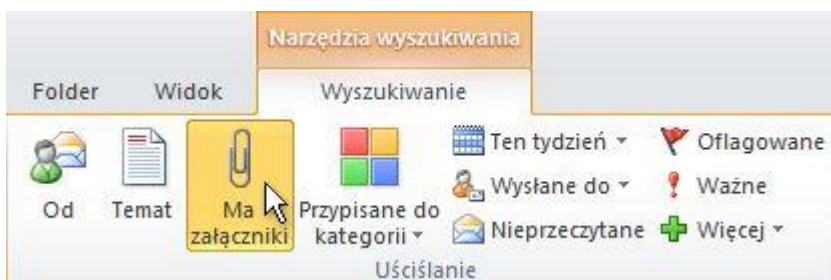 Narzędzia wyszukiwania
Folder Widok Wyszukiwanie
Od
Temat
Ma
załączniki
Przypisane do
kategorii
Ten tydzień
Wysłane do
Nieprzeczytane
Oflagowane
Ważne
Więcej
Uściślanie